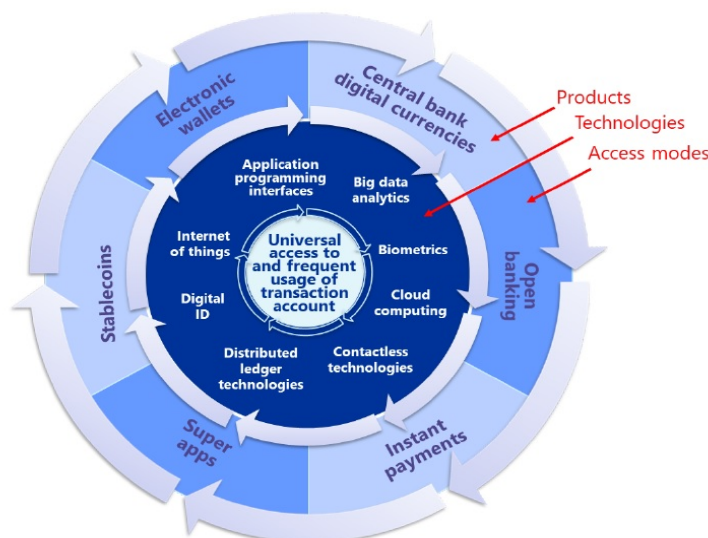 Electronic
wallets
Central bank
digital currencies
Products
Technologies
Access modes
Application
programming
interfaces
Big data
analytics
Internet
of things
Biometrics
Universal
access to
and frequent
usage of
transaction
account
Open
banking
Stablecoins
Digital
ID
Cloud
computing
Distributed
ledger
technologies
Contactless
technologies
Super
apps
Instant
payments